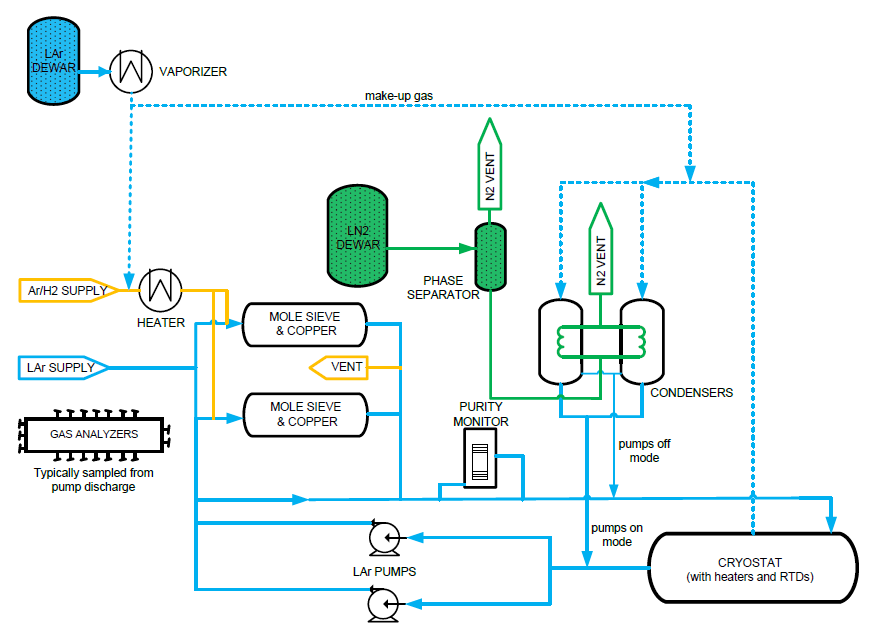 LAr
DEWAR
VAPORIZER
make-up gas
N2 VENT
LN2
DEWAR
N2 VENT
PHASE
SEPARATOR
Ar/H2 SUPPLY
HEATER
MOLE SIEVE
& COPPER
LAr SUPPLY
VENT
CONDENSERS
MOLE SIEVE
& COPPER
PURITY
MONITOR
GAS ANALYZERS
Typically sampled from
pump discharge
pumps off
mode
pumps on
mode
LAr PUMPS
CRYOSTAT
(with heaters and RTDs)